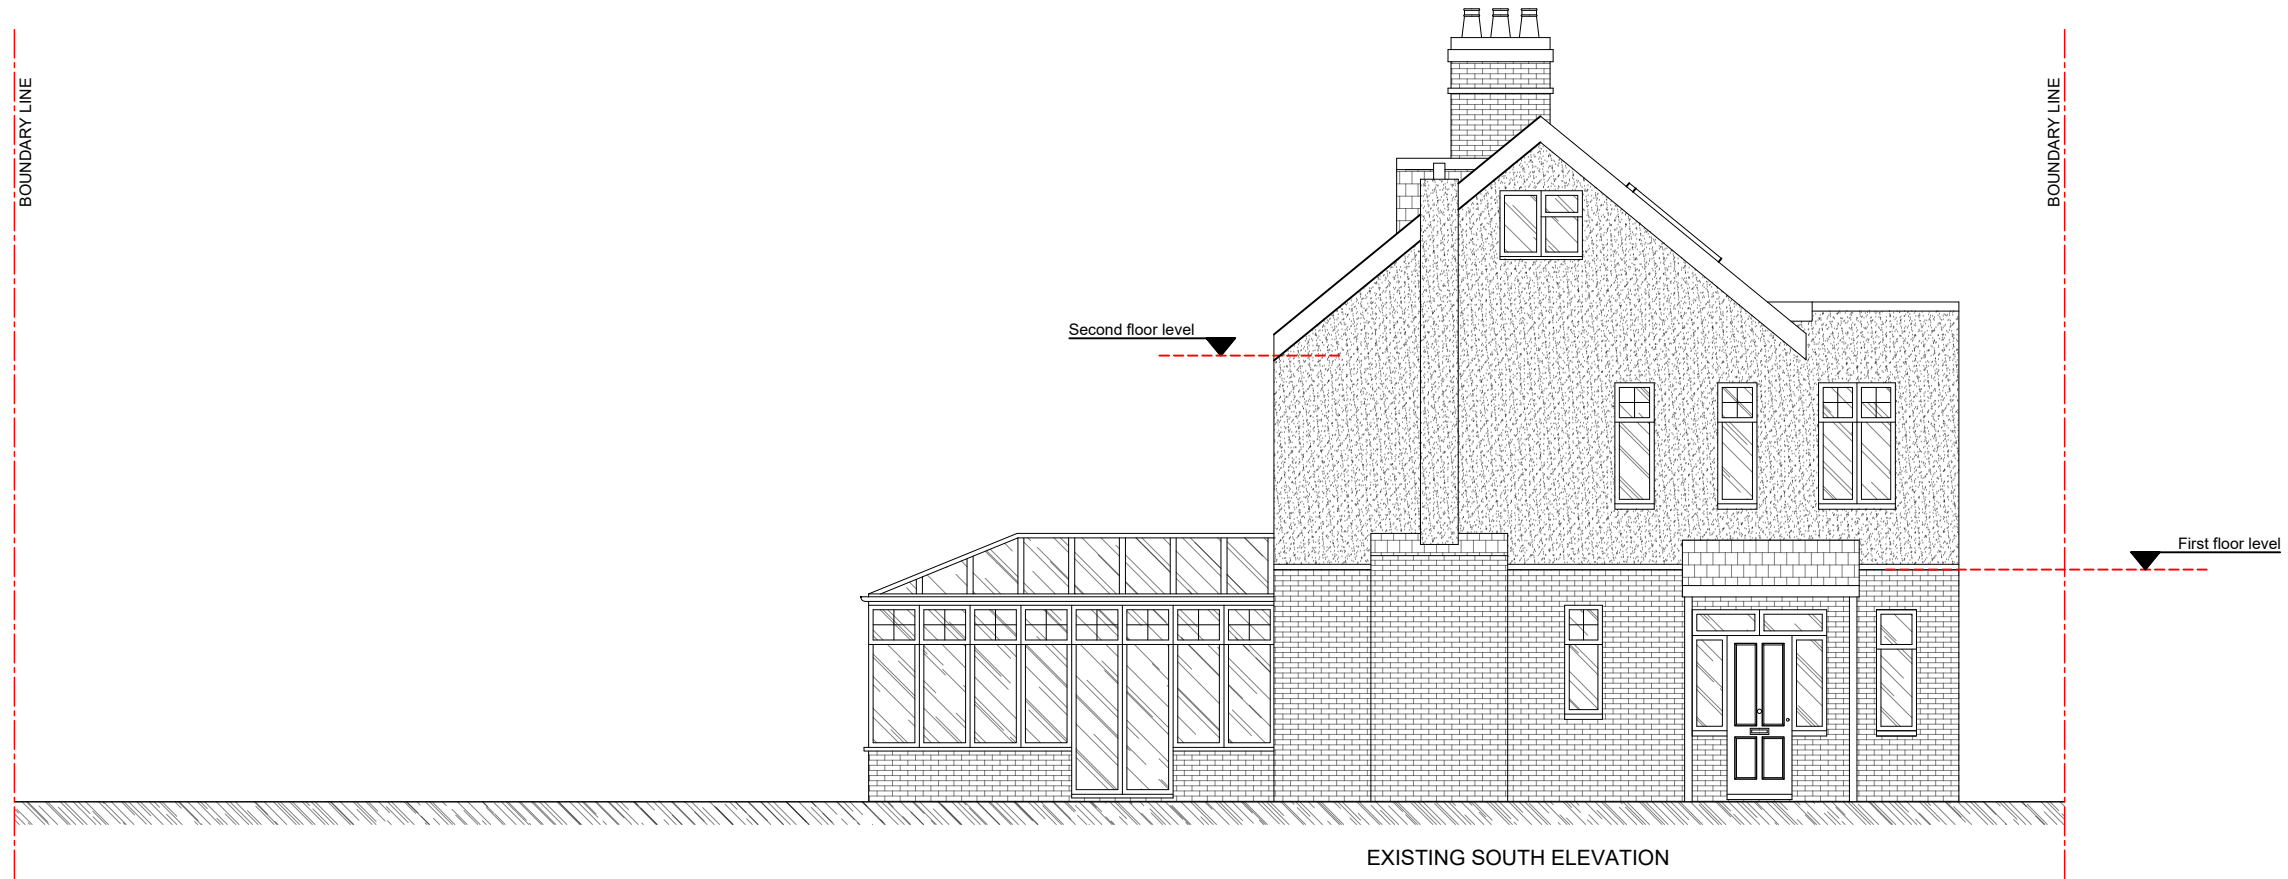 BOUNDARY LINE
BOUNDARY LINE
Second floor level
First floor level
EXISTING SOUTH ELEVATION